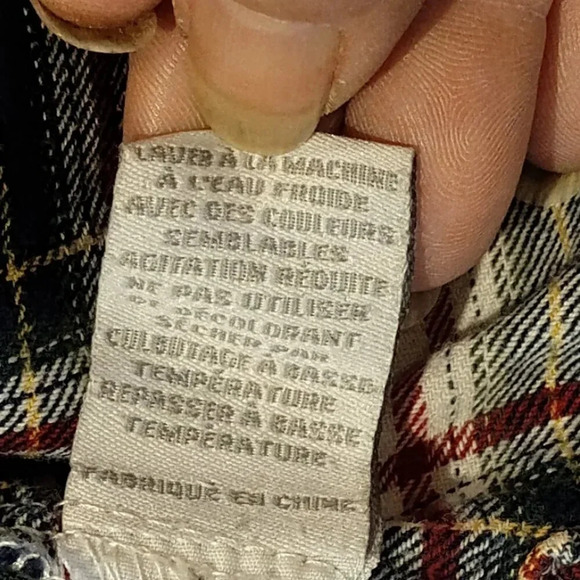 LAVER À LA MACHINE
À L'EAU FROIDE
AVEC DES COULEURS
SEMBLABLES
AGITATION RÉDUITE
NE PAS UTILISER
DE DÉCOLORANT
SÉCHER PAR
CULBUTAGE A BASSE
TEMPÉRATURE
REPASSER À BASSE
TEMPÉRATURE
FABRIQUÉ EN CHINE